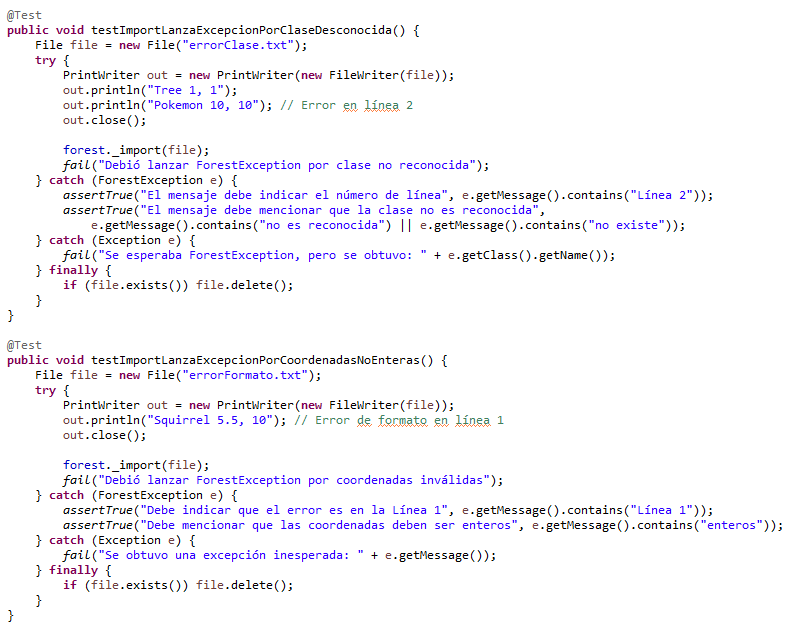 @Test
public void testImportLanzaExcepcionPorClaseDesconocida() {
    File file = new File("errorClase.txt");
    try {
        PrintWriter out = new PrintWriter(new FileWriter(file));
        out.println("Tree 1, 1");
        out.println("Pokemon 10, 10"); // Error en línea 2
        out.close();

        forest._import(file);
        fail("Debió lanzar ForestException por clase no reconocida");
    } catch (ForestException e) {
        assertTrue("El mensaje debe indicar el número de línea", e.getMessage().contains("Línea 2"));
        assertTrue("El mensaje debe mencionar que la clase no es reconocida",
            e.getMessage().contains("no es reconocida") || e.getMessage().contains("no existe"));
    } catch (Exception e) {
        fail("Se esperaba ForestException, pero se obtuvo: " + e.getClass().getName());
    } finally {
        if (file.exists()) file.delete();
    }
}

@Test
public void testImportLanzaExcepcionPorCoordenadasNoEnteras() {
    File file = new File("errorFormato.txt");
    try {
        PrintWriter out = new PrintWriter(new FileWriter(file));
        out.println("Squirrel 5.5, 10"); // Error de formato en línea 1
        out.close();

        forest._import(file);
        fail("Debió lanzar ForestException por coordenadas inválidas");
    } catch (ForestException e) {
        assertTrue("Debe indicar que el error es en la Línea 1", e.getMessage().contains("Línea 1"));
        assertTrue("Debe mencionar que las coordenadas deben ser enteros", e.getMessage().contains("enteros"));
    } catch (Exception e) {
        fail("Se obtuvo una excepción inesperada: " + e.getMessage());
    } finally {
        if (file.exists()) file.delete();
    }
}